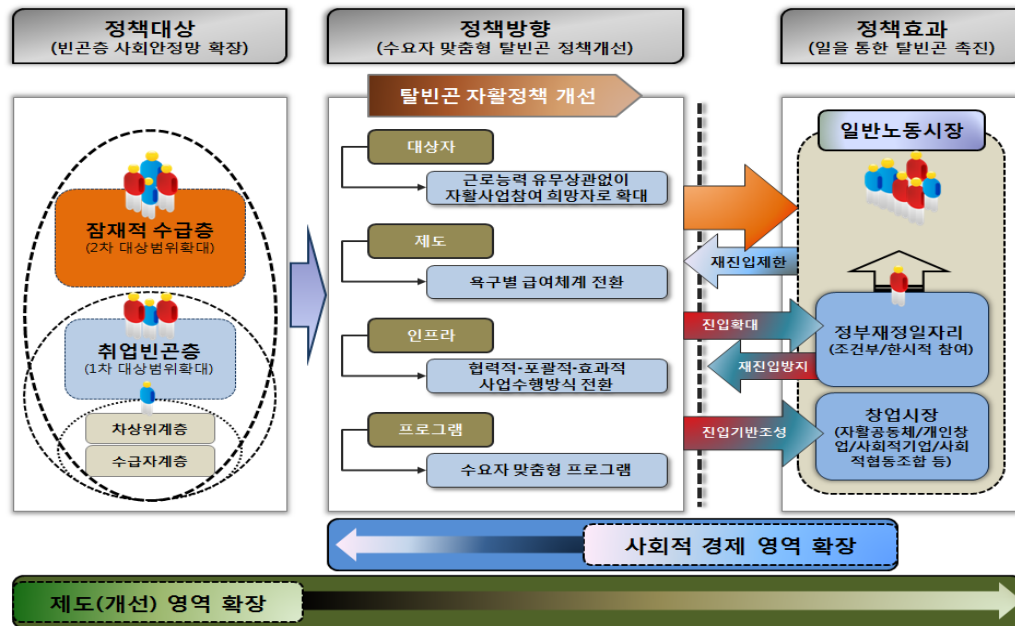 정책대상
(빈곤층 사회안정망 확장)
정책방향
(수요자 맞춤형 탈빈곤 정책개선)
정책효과
(일을 통한 탈빈곤 촉진)
잠재적 수급층
(2차 대상범위확대)
취업빈곤층
(1차 대상범위확대)
차상위계층
수급자계층
탈빈곤 자활정책 개선
대상자
근로능력 유무상관없이
자활사업참여 희망자로 확대
제도
욕구별 급여체계 전환
인프라
협력적·포괄적·효과적
사업수행방식 전환
프로그램
수요자 맞춤형 프로그램
재진입제한
진입확대
재진입방지
진입기반조성
일반노동시장
정부재정일자리
(조건부/한시적 참여)
창업시장
(자활공동체/개인창
업/사회적기업/사회
적협동조합 등)
사회적 경제 영역 확장
제도(개선) 영역 확장